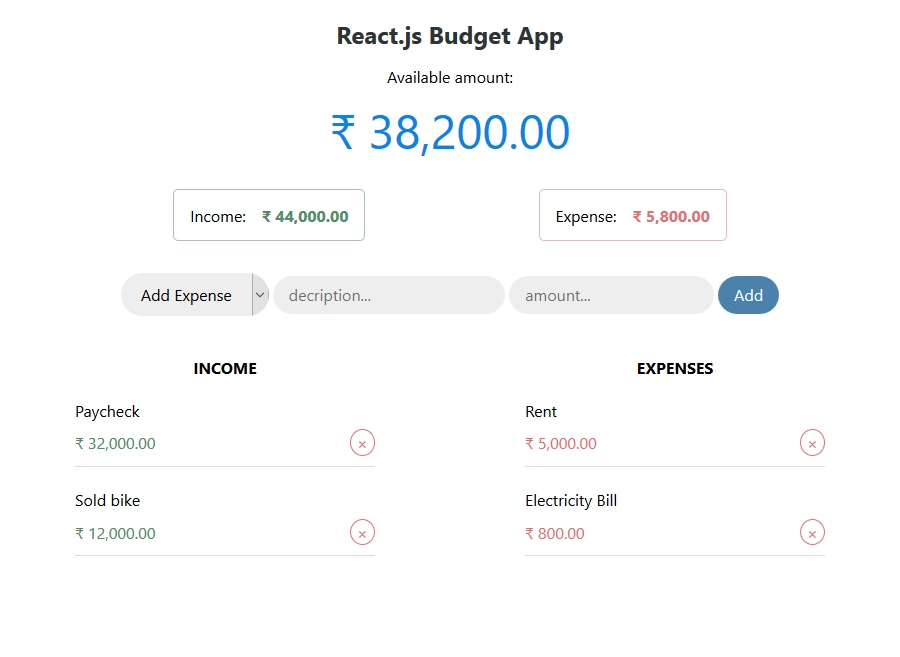 React.js Budget App
Available amount:
₹ 38,200.00
Income: ₹ 44,000.00
Expense: ₹ 5,800.00
Add Expense
decription...
amount...
Add
INCOME
Paycheck
₹ 32,000.00
Sold bike
₹ 12,000.00
EXPENSES
Rent
₹ 5,000.00
Electricity Bill
₹ 800.00